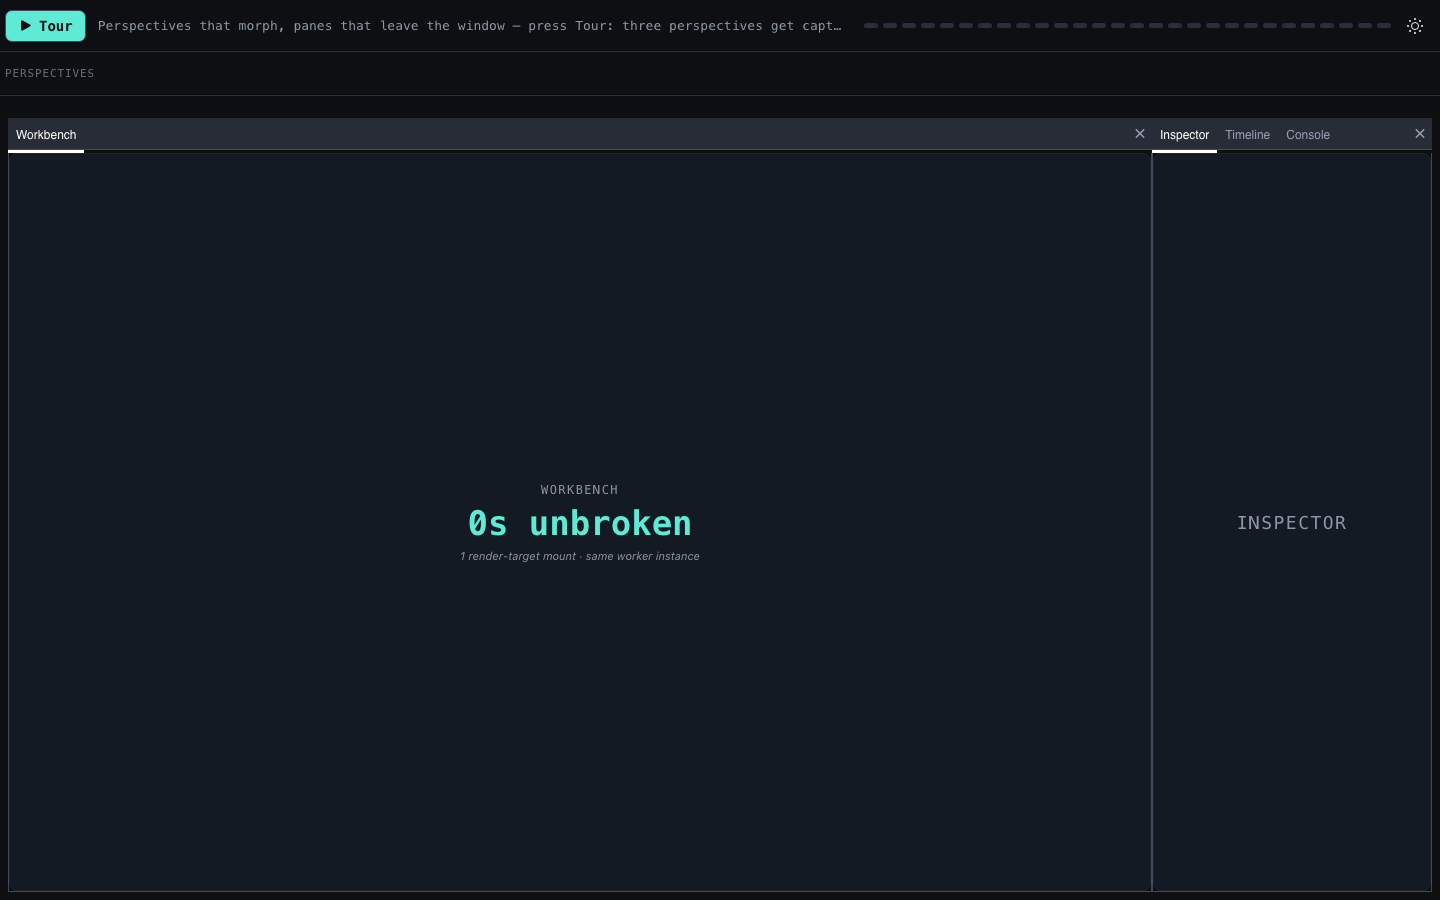 Tour
Perspectives that morph, panes that leave the window — press Tour: three perspectives get capt…
PERSPECTIVES
Workbench
Inspector Timeline Console
WORKBENCH
0s unbroken
1 render-target mount · same worker instance
INSPECTOR